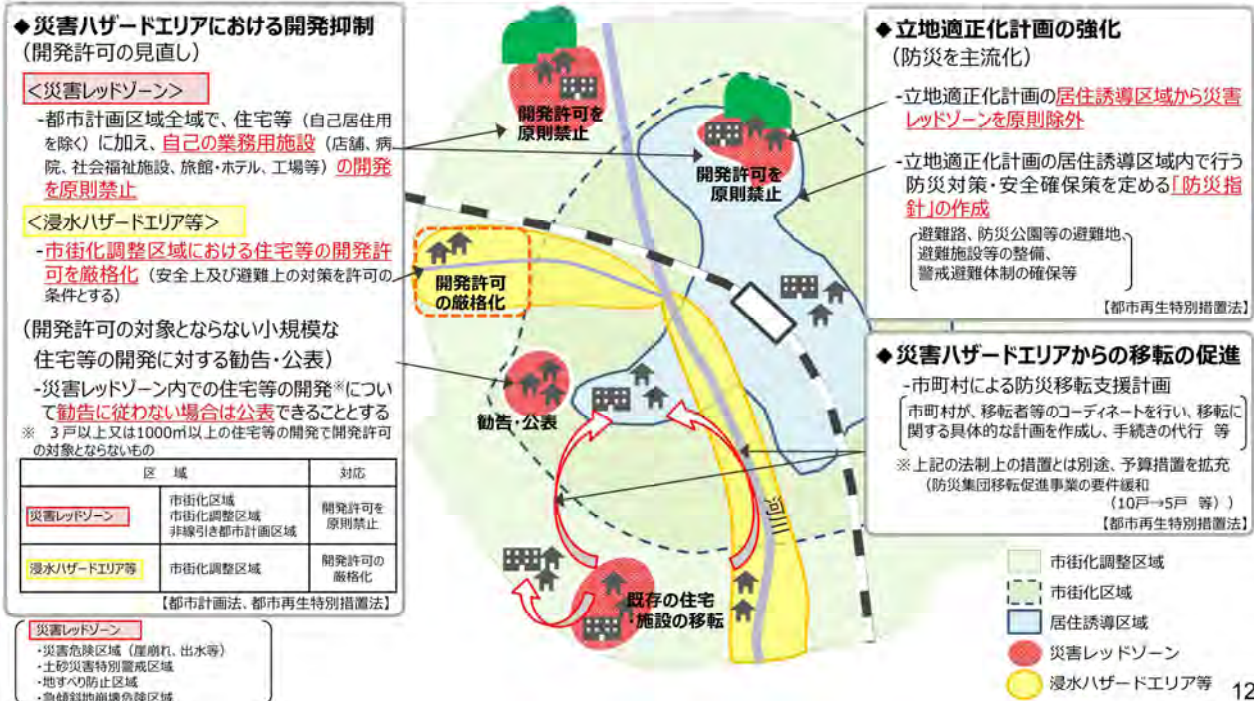 ◆災害ハザードエリアにおける開発抑制
(開発許可の見直し)
<災害レッドゾーン>
-都市計画区域全域で、住宅等（自己居住用
を除く）に加え、自己の業務用施設（店舗、病
院、社会福祉施設、旅館・ホテル、工場等）の開発
を原則禁止
<浸水ハザードエリア等>
-市街化調整区域における住宅等の開発許
可を厳格化（安全上及び避難上の対策を許可の
条件とする）
(開発許可の対象とならない小規模な
住宅等の開発に対する勧告・公表)
-災害レッドゾーン内での住宅等の開発※につい
て勧告に従わない場合は公表できることとする
※ 3戸以上又は1000㎡以上の住宅等の開発で開発許可
の対象とならないもの
区 域 対応
災害レッドゾーン
市街化区域
市街化調整区域
非線引き都市計画区域
開発許可を
原則禁止
浸水ハザードエリア等
市街化調整区域
開発許可の
厳格化
【都市計画法、都市再生特別措置法】
災害レッドゾーン
・災害危険区域（崖崩れ、出水等）
・土砂災害特別警戒区域
・地すべり防止区域
・急傾斜地崩壊危険区域
開発許可を
原則禁止
開発許可を
原則禁止
開発許可
の厳格化
勧告・公表
河川
既存の住宅
・施設の移転
◆立地適正化計画の強化
(防災を主流化)
-立地適正化計画の居住誘導区域から災害
レッドゾーンを原則除外
-立地適正化計画の居住誘導区域内で行う
防災対策・安全確保策を定める「防災指
針」の作成
避難路、防災公園等の避難地、
避難施設等の整備、
警戒避難体制の確保等
【都市再生特別措置法】
◆災害ハザードエリアからの移転の促進
-市町村による防災移転支援計画
市町村が、移転者等のコーディネートを行い、移転に
関する具体的な計画を作成し、手続きの代行 等
※上記の法制上の措置とは別途、予算措置を拡充
（防災集団移転促進事業の要件緩和
（10戸→5戸 等））
【都市再生特別措置法】
市街化調整区域
市街化区域
居住誘導区域
災害レッドゾーン
浸水ハザードエリア等
12